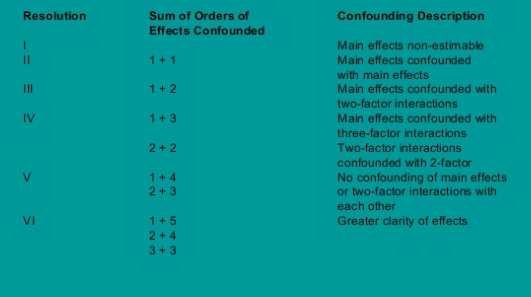 Resolution Sum of Orders of Confounding Description
Effects Confounded
I Main effects non-estimable
II 1 + 1 Main effects confounded
with main effects
III 1 + 2 Main effects confounded with
two-factor interactions
IV 1 + 3 Main effects confounded with
three-factor interactions
2 + 2 Two-factor interactions
confounded with 2-factor
V 1 + 4 No confounding of main effects
2 + 3 or two-factor interactions with
each other
VI 1 + 5 Greater clarity of effects
2 + 4
3 + 3